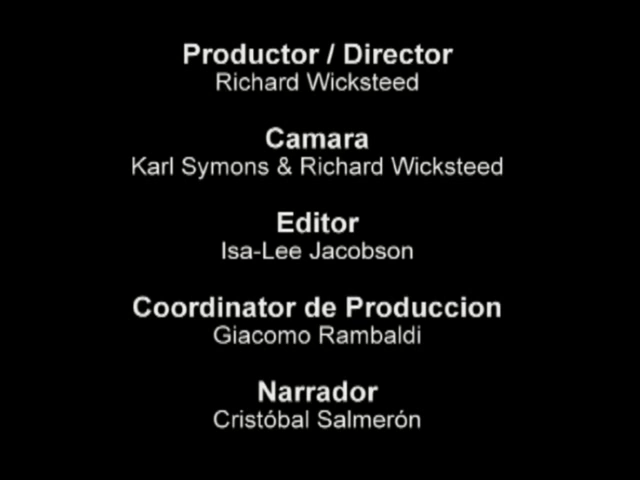 Productor / Director
Richard Wicksteed
Camara
Karl Symons & Richard Wicksteed
Editor
Isa-Lee Jacobson
Coordinator de Produccion
Giacomo Rambaldi
Narrador
Cristóbal Salmerón